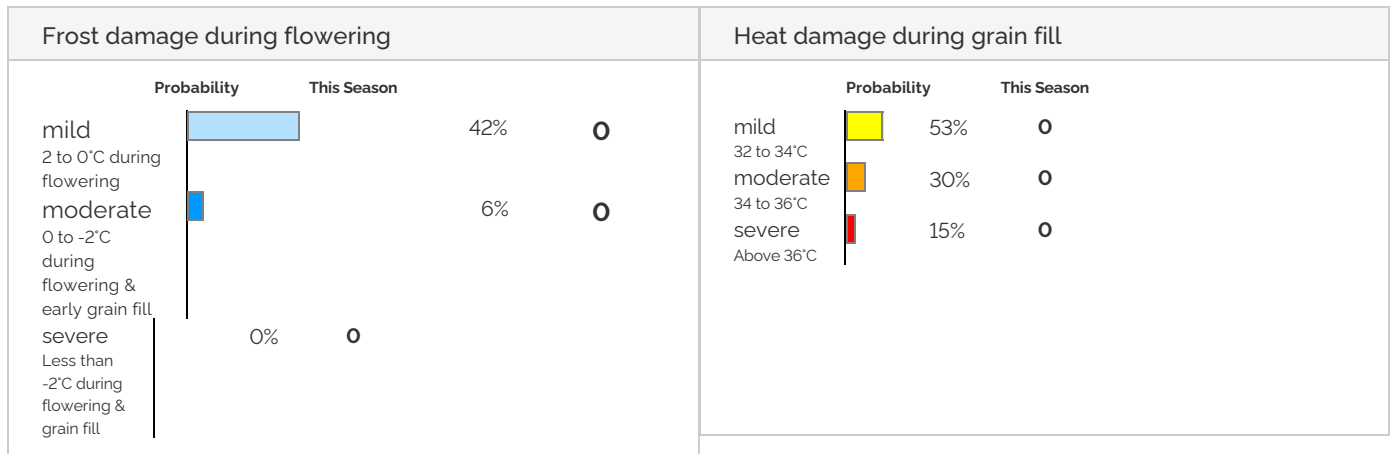 Frost damage during flowering
Probability This Season
mild 42% 0
2 to 0°C during
flowering
moderate 6% 0
0 to -2°C
during
flowering &
early grain fill
severe 0% 0
Less than
-2°C during
flowering &
grain fill
Heat damage during grain fill
Probability This Season
mild 53% 0
32 to 34°C
moderate 30% 0
34 to 36°C
severe 15% 0
Above 36°C